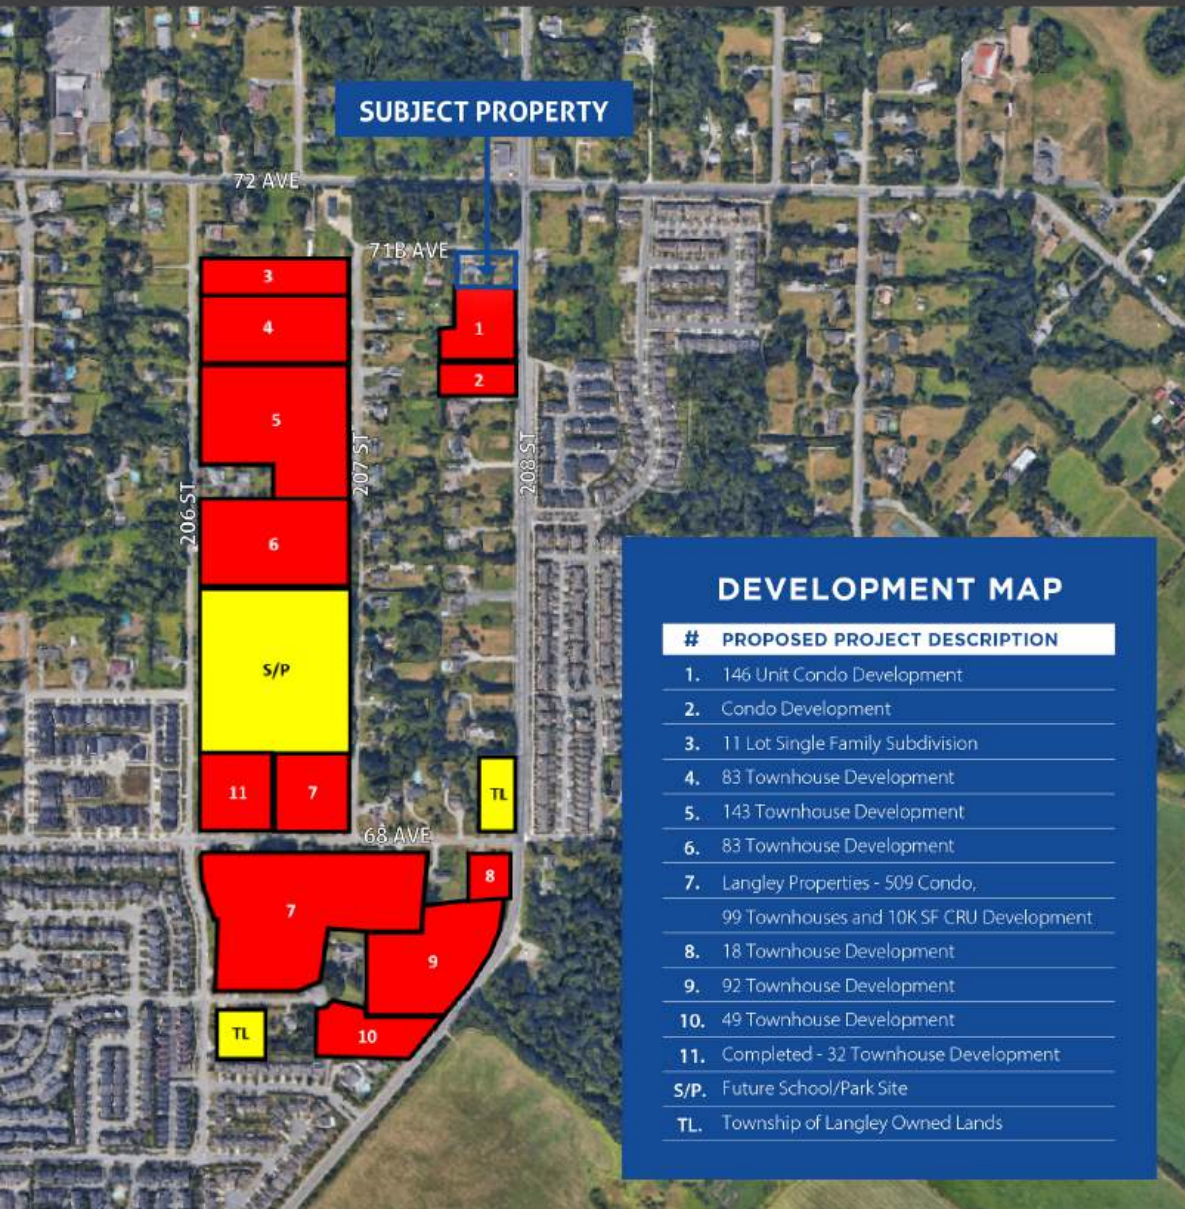 SUBJECT PROPERTY
72 AVE
71B AVE
3
4
1
2
5
207 ST
208 ST
206 ST
6
S/P
11
7
TL
68 AVE
8
7
9
TL
10
DEVELOPMENT MAP
# PROPOSED PROJECT DESCRIPTION
1. 146 Unit Condo Development
2. Condo Development
3. 11 Lot Single Family Subdivision
4. 83 Townhouse Development
5. 143 Townhouse Development
6. 83 Townhouse Development
7. Langley Properties - 509 Condo,
99 Townhouses and 10K SF CRU Development
8. 18 Townhouse Development
9. 92 Townhouse Development
10. 49 Townhouse Development
11. Completed - 32 Townhouse Development
S/P. Future School/Park Site
TL. Township of Langley Owned Lands